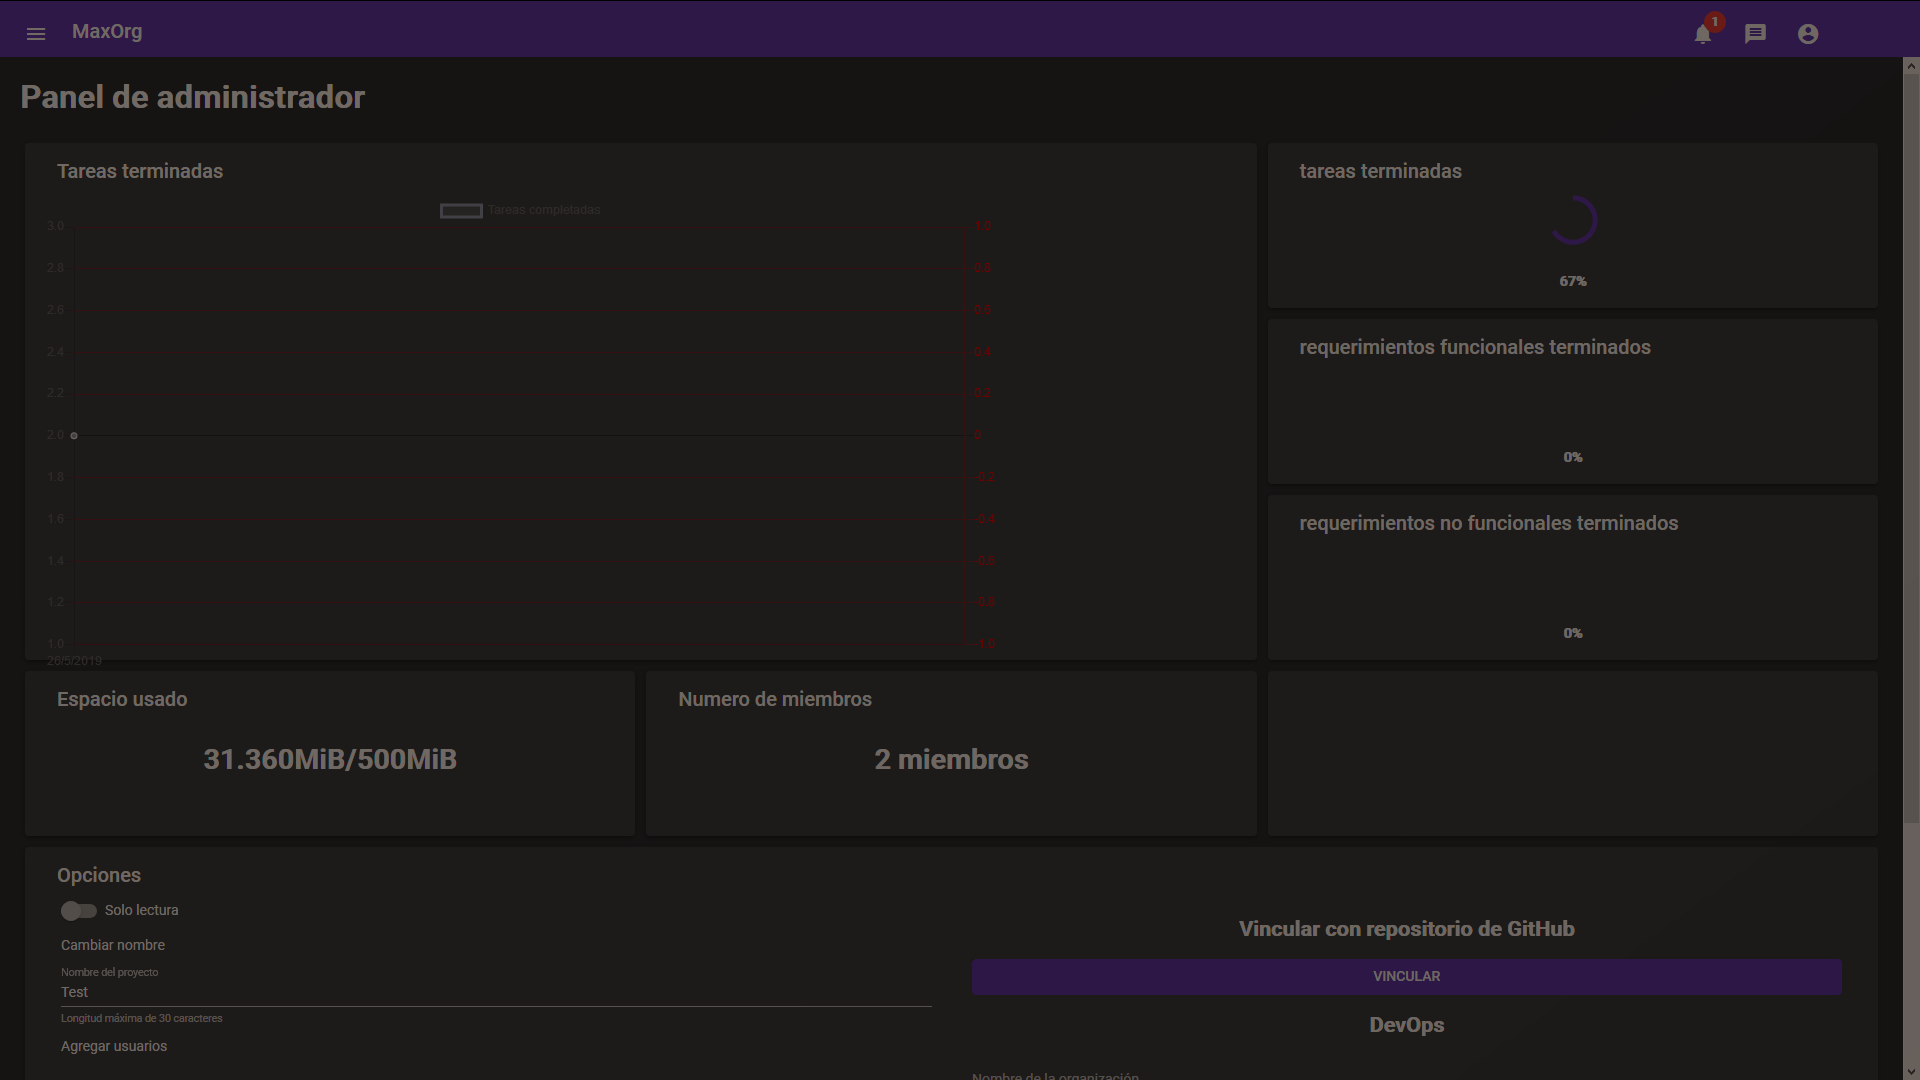 MaxOrg
1
Panel de administrador
Tareas terminadas
Tareas completadas
3.0
2.8
2.6
2.4
2.2
2.0
1.8
1.6
1.4
1.2
1.0
26/5/2019
1.0
0.8
0.6
0.4
0.2
0
-0.2
-0.4
-0.6
-0.8
-1.0
tareas terminadas
67%
requerimientos funcionales terminados
0%
requerimientos no funcionales terminados
0%
Espacio usado
31.360MiB/500MiB
Numero de miembros
2 miembros
Opciones
Solo lectura
Cambiar nombre
Nombre del proyecto
Test
Longitud máxima de 30 caracteres
Agregar usuarios
Vincular con repositorio de GitHub
VINCULAR
DevOps
Nombre de la organización